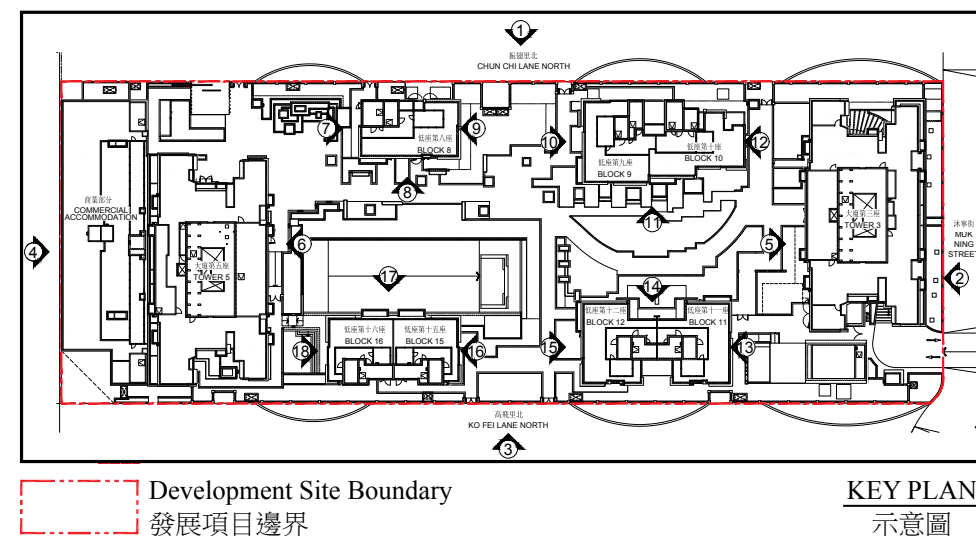 1
振翅里北
CHUN CHI LANE NORTH
7
低座第八座
BLOCK 8
9
10
低座第九座
BLOCK 9
低座第十座
BLOCK 10
12
8
商業部分
COMMERCIAL
ACCOMMODATION
大廈第三座
TOWER 3
11
沐寧街
MUK
NING
STREET
4
6
5
大廈第五座
TOWER 5
17
14
2
低座第十六座
BLOCK 16
低座第十五座
BLOCK 15
低座第十二座
BLOCK 12
低座第十一座
BLOCK 11
18
16
15
13
高飛里北
KO FEI LANE NORTH
3
Development Site Boundary
發展項目邊界
KEY PLAN
示意圖